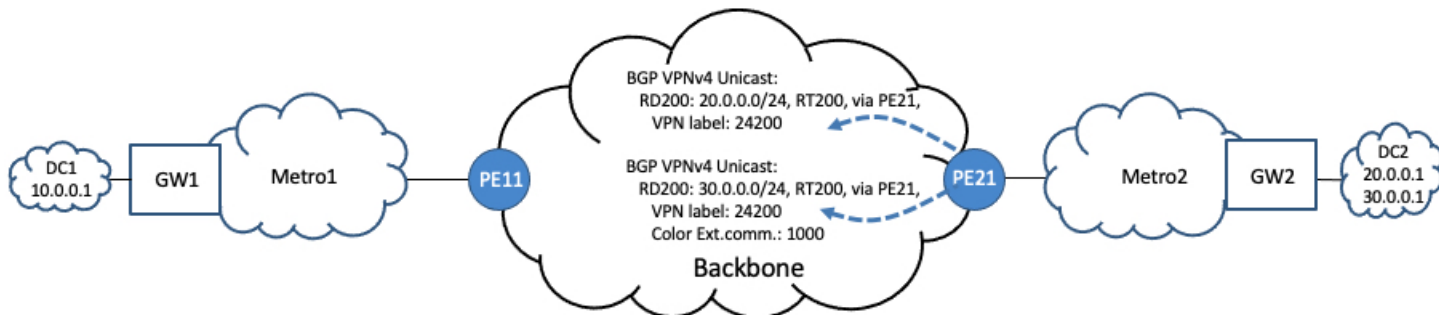 BGP VPNv4 Unicast:
RD200: 20.0.0.0/24, RT200, via PE21,
VPN label: 24200
BGP VPNv4 Unicast:
RD200: 30.0.0.0/24, RT200, via PE21,
VPN label: 24200
Color Ext.comm.: 1000
Backbone
DC1
10.0.0.1
GW1
Metro1
PE11
PE21
Metro2
GW2
DC2
20.0.0.1
30.0.0.1